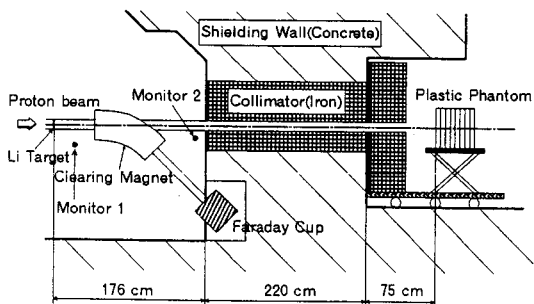 Shielding Wall(Concrete)
Monitor 2
Collimator(Iron)
Plastic Phantom
Proton beam
Li Target
Clearing Magnet
Monitor 1
Faraday Cup
176 cm
220 cm
75 cm